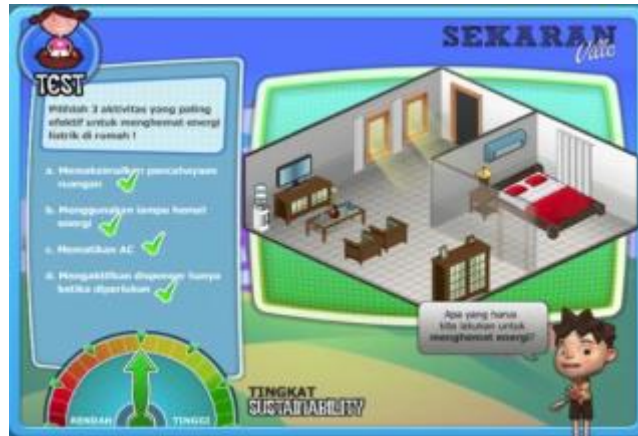 SEKARAN
Ville
TEST
Pilihlah 3 aktivitas yang paling
efektif untuk menghemat energi
listrik di rumah !
a. Memaksimalkan pencahayaan
ruangan
b. Menggunakan lampu hemat
energi
c. Mematikan AC
d. Mengaktifkan dispenser hanya
ketika diperlukan
Apa yang harus
kita lakukan untuk
menghemat energi?
RENDAH
TINGGI
TINGKAT
SUSTAINABILITY